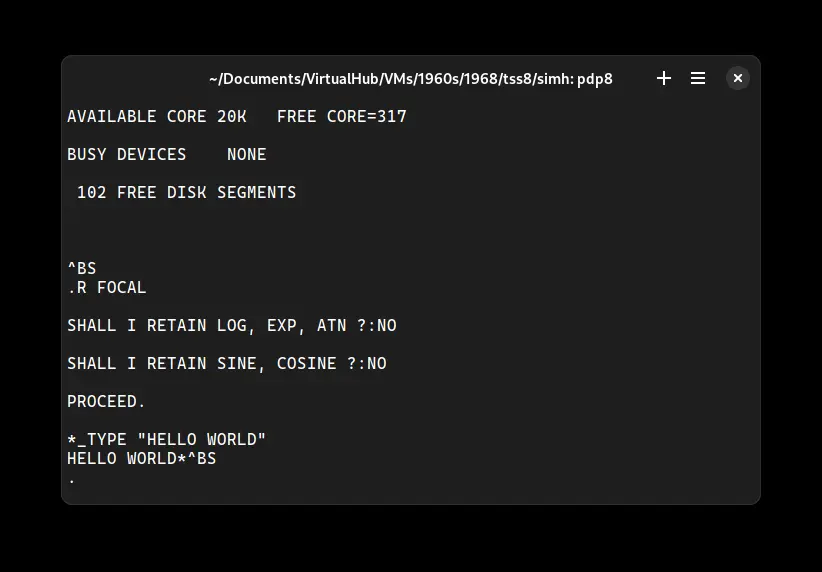 ~/Documents/VirtualHub/VMs/1960s/1968/tss8/simh: pdp8
AVAILABLE CORE 20K   FREE CORE=317
BUSY DEVICES    NONE
 102 FREE DISK SEGMENTS
^BS
.R FOCAL
SHALL I RETAIN LOG, EXP, ATN ?:NO
SHALL I RETAIN SINE, COSINE ?:NO
PROCEED.
*_TYPE "HELLO WORLD"
HELLO WORLD*^BS
.